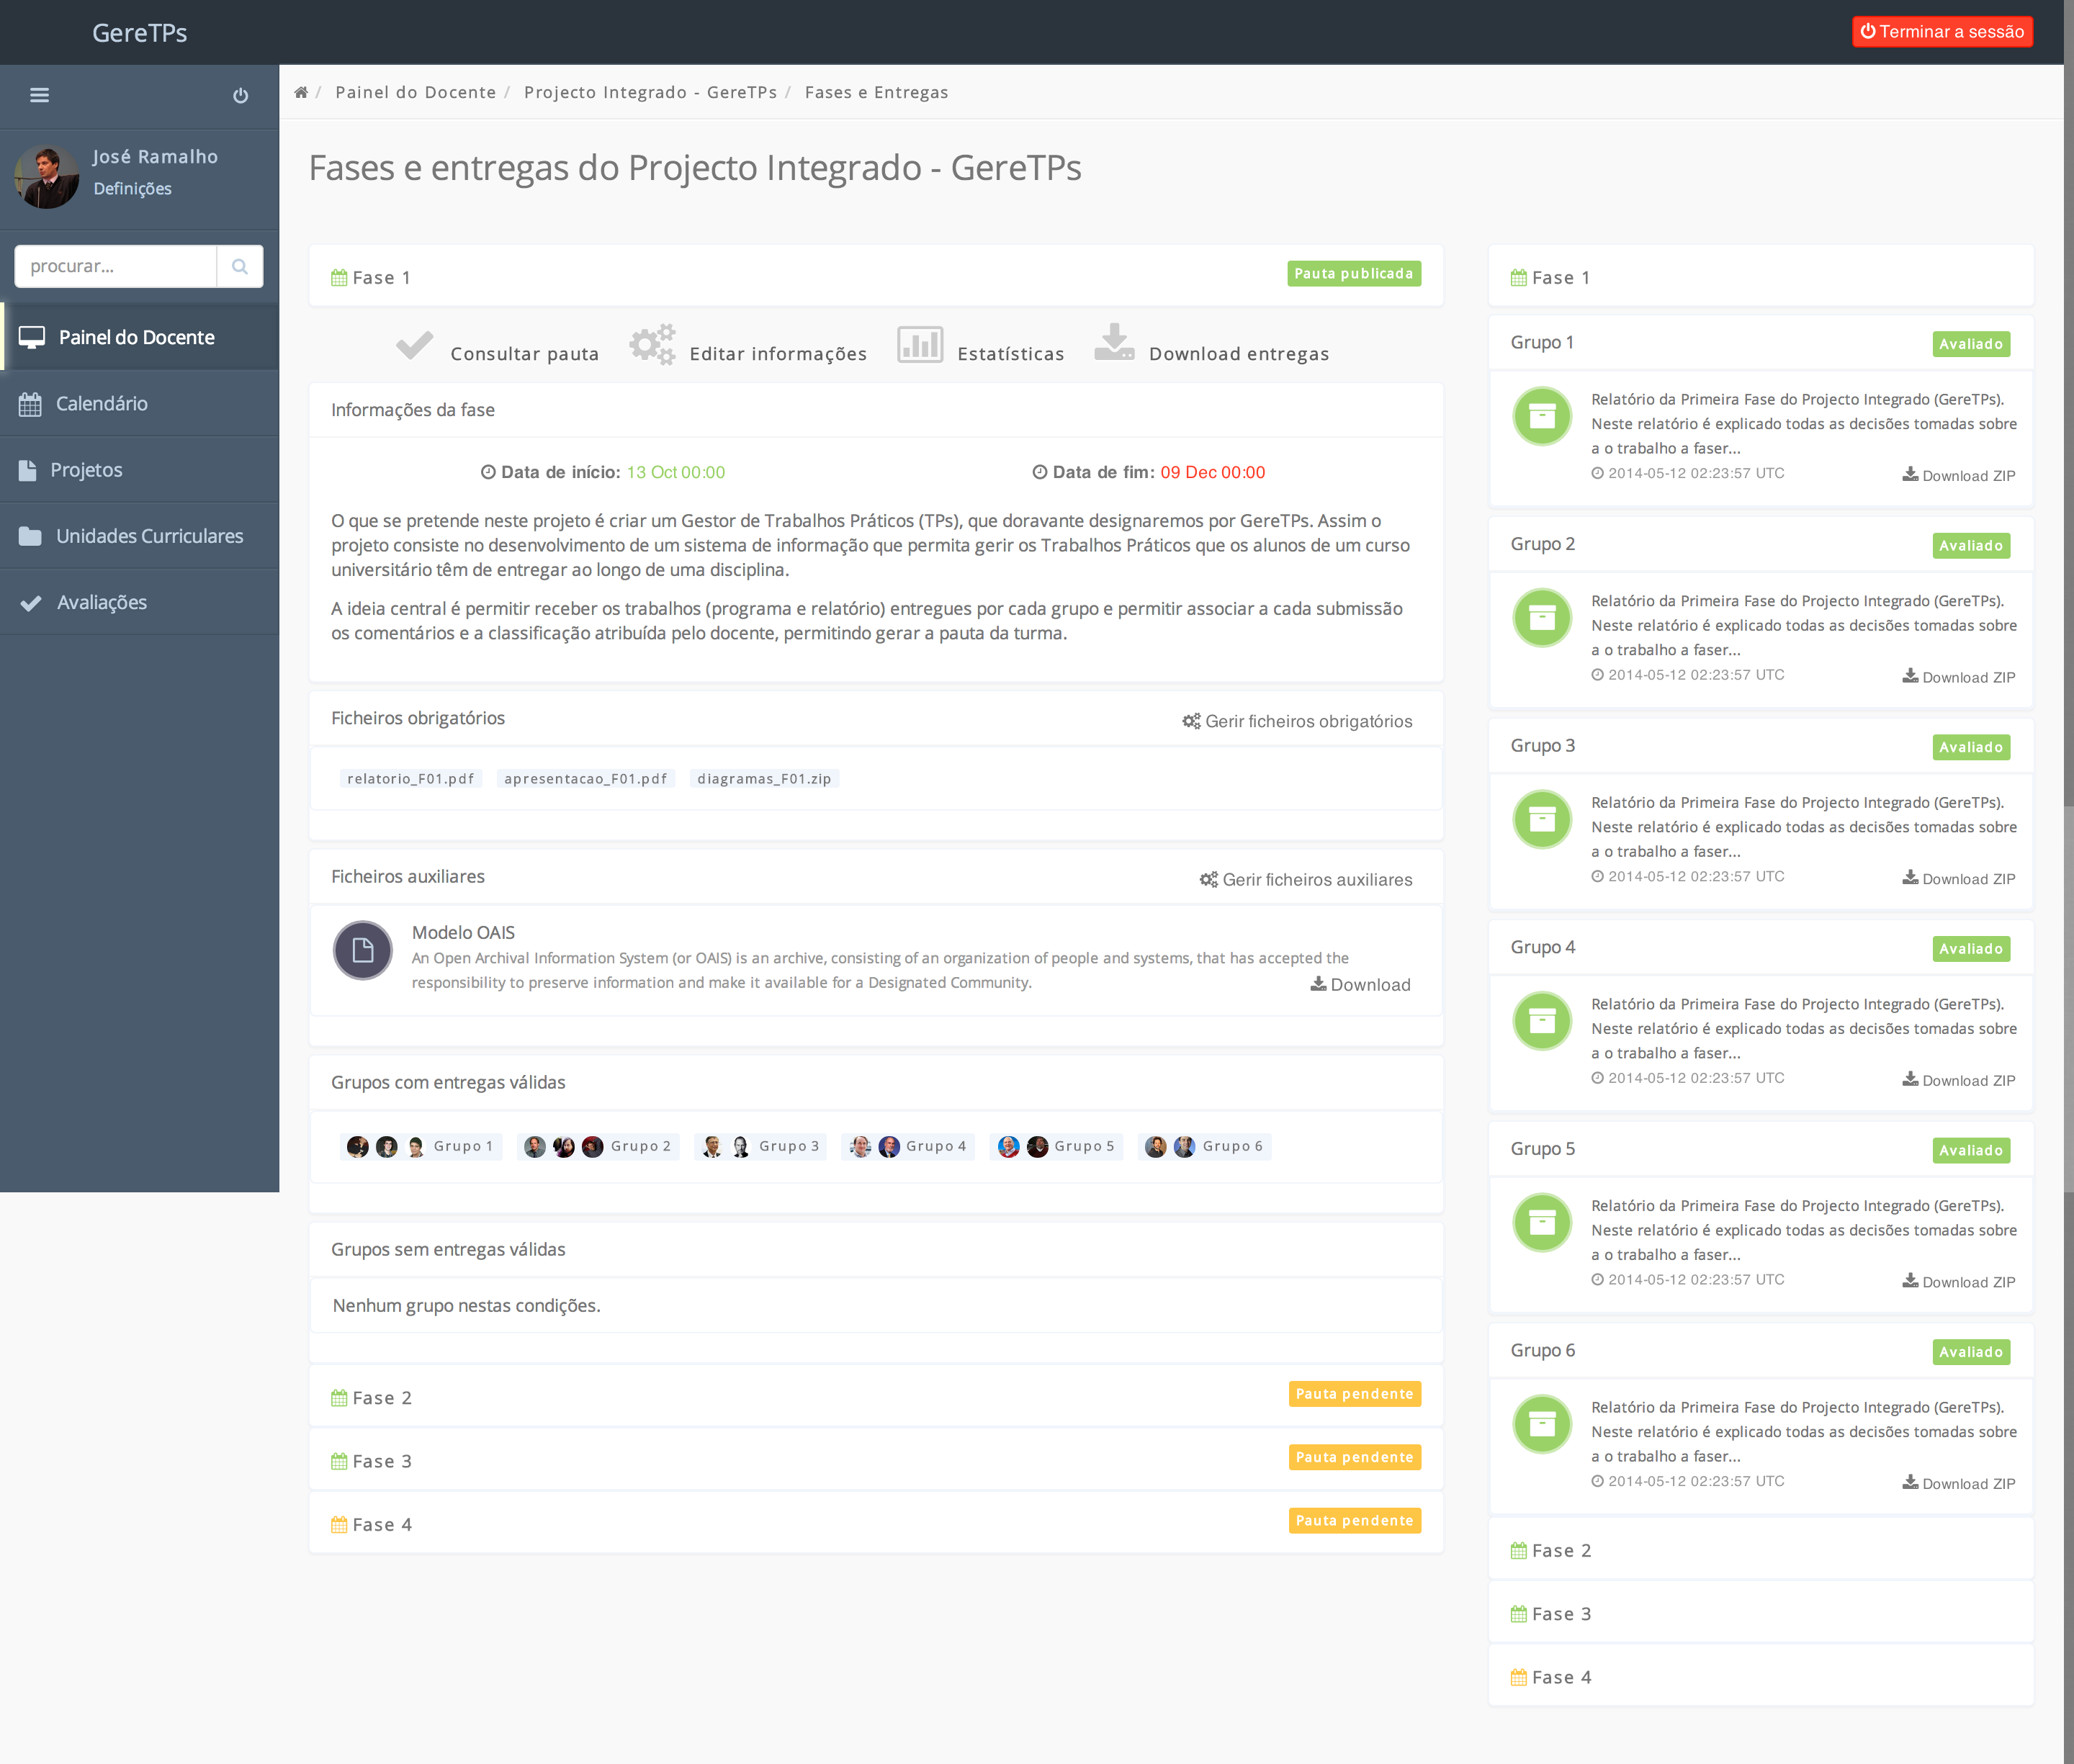 GereTPs
Terminar a sessão
José Ramalho
Definições
procurar...
Painel do Docente
Calendário
Projetos
Unidades Curriculares
Avaliações
/ Painel do Docente / Projecto Integrado - GereTPs / Fases e Entregas
Fases e entregas do Projecto Integrado - GereTPs
Fase 1
Pauta publicada
Consultar pauta
Editar informações
Estatísticas
Download entregas
Informações da fase
Data de início: 13 Oct 00:00
Data de fim: 09 Dec 00:00
O que se pretende neste projeto é criar um Gestor de Trabalhos Práticos (TPs), que doravante designaremos por GereTPs. Assim o
projeto consiste no desenvolvimento de um sistema de informação que permita gerir os Trabalhos Práticos que os alunos de um curso
universitário têm de entregar ao longo de uma disciplina.
A ideia central é permitir receber os trabalhos (programa e relatório) entregues por cada grupo e permitir associar a cada submissão
os comentários e a classificação atribuída pelo docente, permitindo gerar a pauta da turma.
Ficheiros obrigatórios
Gerir ficheiros obrigatórios
relatorio_F01.pdf
apresentacao_F01.pdf
diagramas_F01.zip
Ficheiros auxiliares
Gerir ficheiros auxiliares
Modelo OAIS
An Open Archival Information System (or OAIS) is an archive, consisting of an organization of people and systems, that has accepted the
responsibility to preserve information and make it available for a Designated Community.
Download
Grupos com entregas válidas
Grupo 1
Grupo 2
Grupo 3
Grupo 4
Grupo 5
Grupo 6
Grupos sem entregas válidas
Nenhum grupo nestas condições.
Fase 2
Pauta pendente
Fase 3
Pauta pendente
Fase 4
Pauta pendente
Fase 1
Grupo 1
Avaliado
Relatório da Primeira Fase do Projecto Integrado (GereTPs).
Neste relatório é explicado todas as decisões tomadas sobre
a o trabalho a faser...
2014-05-12 02:23:57 UTC
Download ZIP
Grupo 2
Avaliado
Relatório da Primeira Fase do Projecto Integrado (GereTPs).
Neste relatório é explicado todas as decisões tomadas sobre
a o trabalho a faser...
2014-05-12 02:23:57 UTC
Download ZIP
Grupo 3
Avaliado
Relatório da Primeira Fase do Projecto Integrado (GereTPs).
Neste relatório é explicado todas as decisões tomadas sobre
a o trabalho a faser...
2014-05-12 02:23:57 UTC
Download ZIP
Grupo 4
Avaliado
Relatório da Primeira Fase do Projecto Integrado (GereTPs).
Neste relatório é explicado todas as decisões tomadas sobre
a o trabalho a faser...
2014-05-12 02:23:57 UTC
Download ZIP
Grupo 5
Avaliado
Relatório da Primeira Fase do Projecto Integrado (GereTPs).
Neste relatório é explicado todas as decisões tomadas sobre
a o trabalho a faser...
2014-05-12 02:23:57 UTC
Download ZIP
Grupo 6
Avaliado
Relatório da Primeira Fase do Projecto Integrado (GereTPs).
Neste relatório é explicado todas as decisões tomadas sobre
a o trabalho a faser...
2014-05-12 02:23:57 UTC
Download ZIP
Fase 2
Fase 3
Fase 4